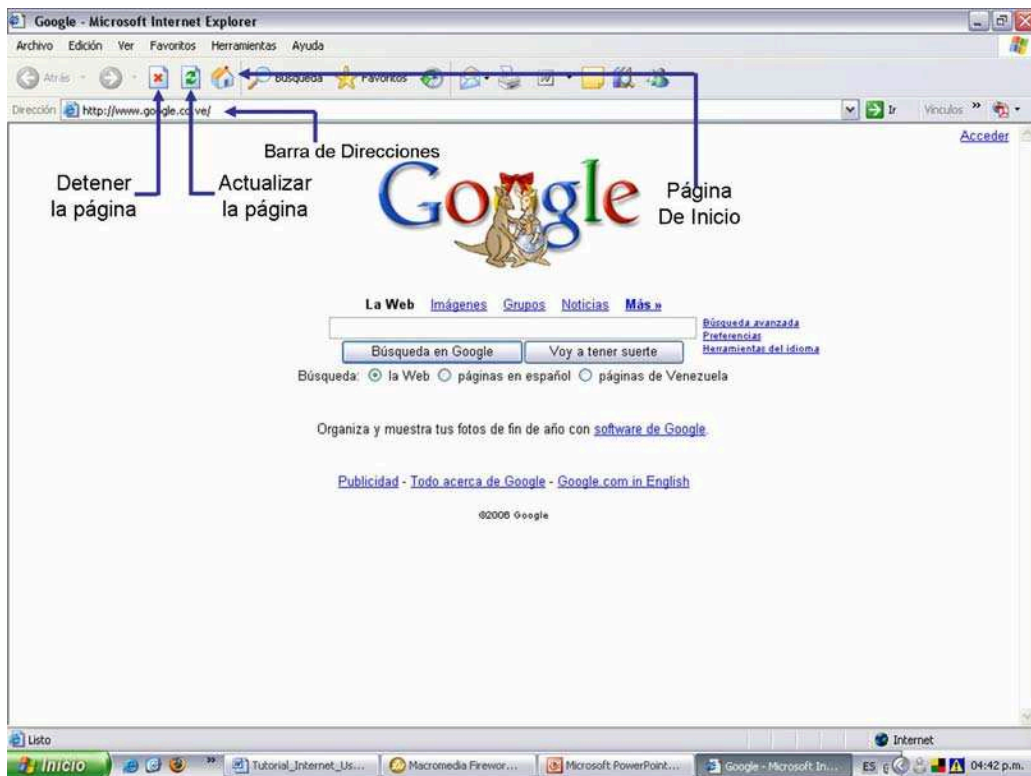 Google - Microsoft Internet Explorer
Archivo Edición Ver Favoritos Herramientas Ayuda
Atrás Búsqueda Favoritos
Dirección http://www.google.co.ve/ Ir Vínculos »
Acceder
Barra de Direcciones
Detener
la página
Actualizar
la página
Google
Página
De Inicio
La Web Imágenes Grupos Noticias Más »
Búsqueda avanzada
Preferencias
Herramientas del idioma
Búsqueda en Google Voy a tener suerte
Búsqueda: la Web páginas en español páginas de Venezuela
Organiza y muestra tus fotos de fin de año con software de Google.
Publicidad - Todo acerca de Google - Google.com in English
©2006 Google
Listo Internet
Inicio » Tutorial_Internet_Us... Macromedia Firewor... Microsoft PowerPoint... Google - Microsoft In... ES 04:42 p.m.